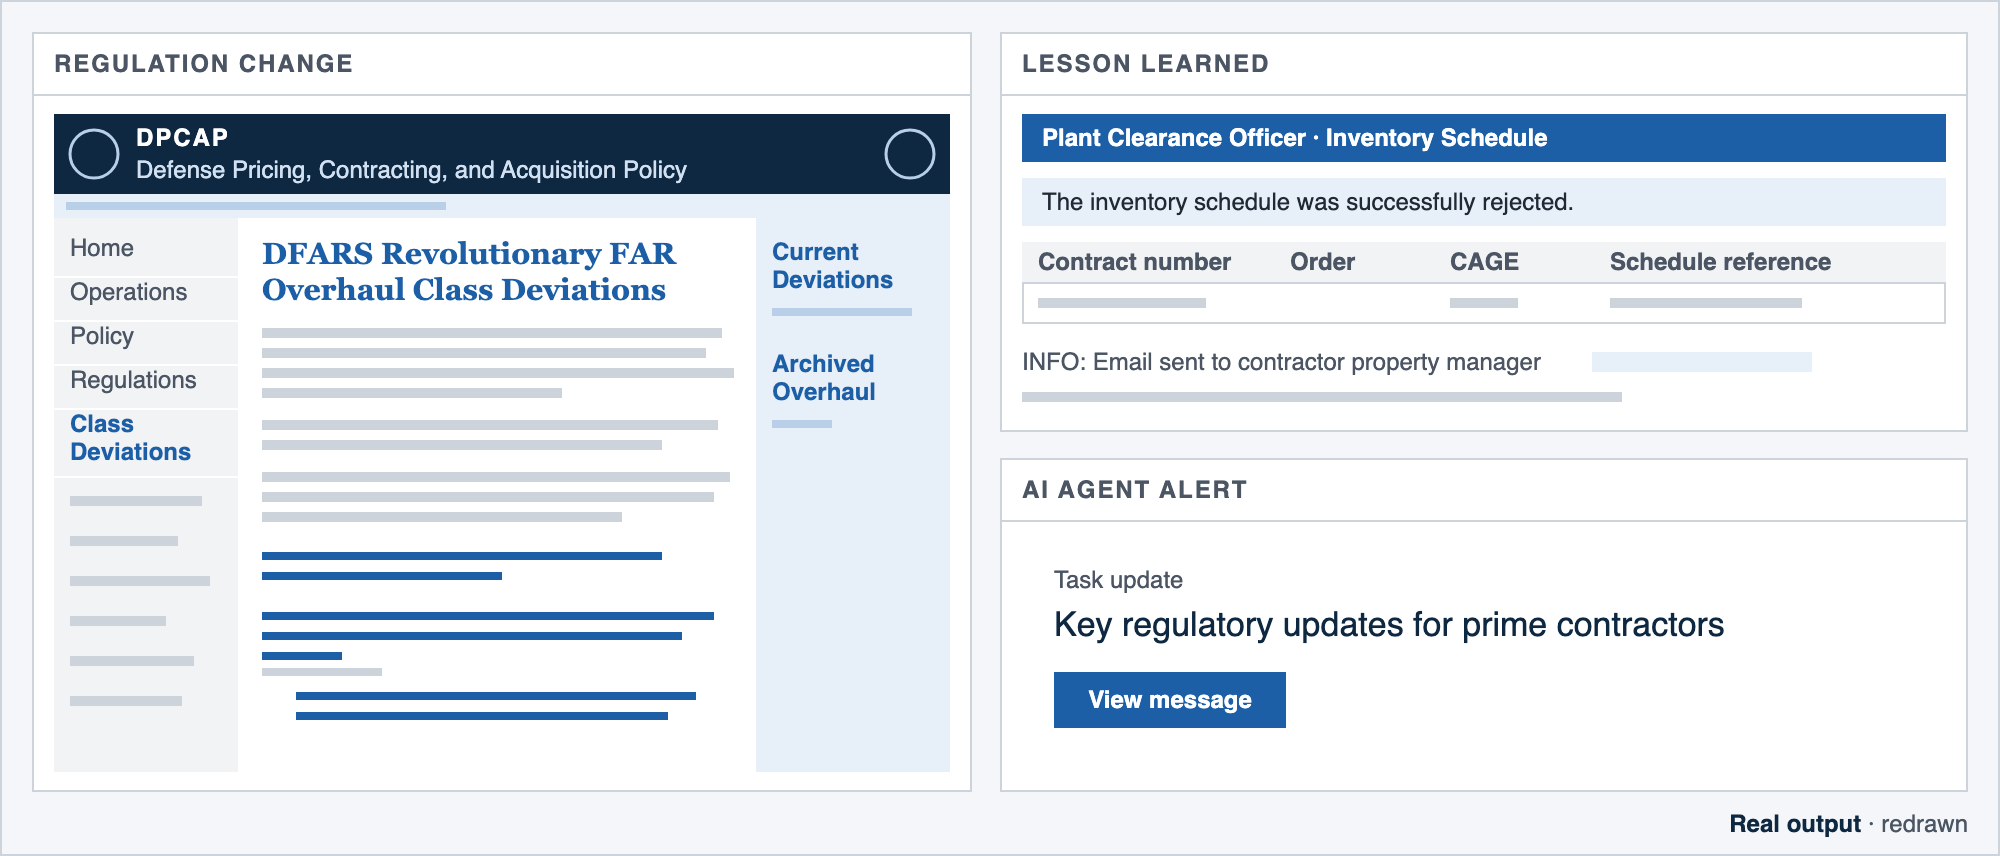 REGULATION CHANGE
DPCAP
Defense Pricing, Contracting, and Acquisition Policy
Home
Operations
Policy
Regulations
Class
Deviations
DFARS Revolutionary FAR
Overhaul Class Deviations
Current
Deviations
Archived
Overhaul
LESSON LEARNED
Plant Clearance Officer · Inventory Schedule
The inventory schedule was successfully rejected.
Contract number Order CAGE Schedule reference
INFO: Email sent to contractor property manager
AI AGENT ALERT
Task update
Key regulatory updates for prime contractors
View message
Real output · redrawn